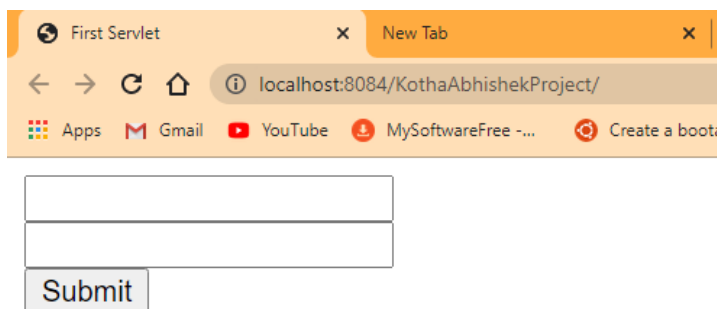 First Servlet
New Tab
localhost:8084/KothaAbhishekProject/
Apps Gmail YouTube MySoftwareFree -... Create a boota
Submit